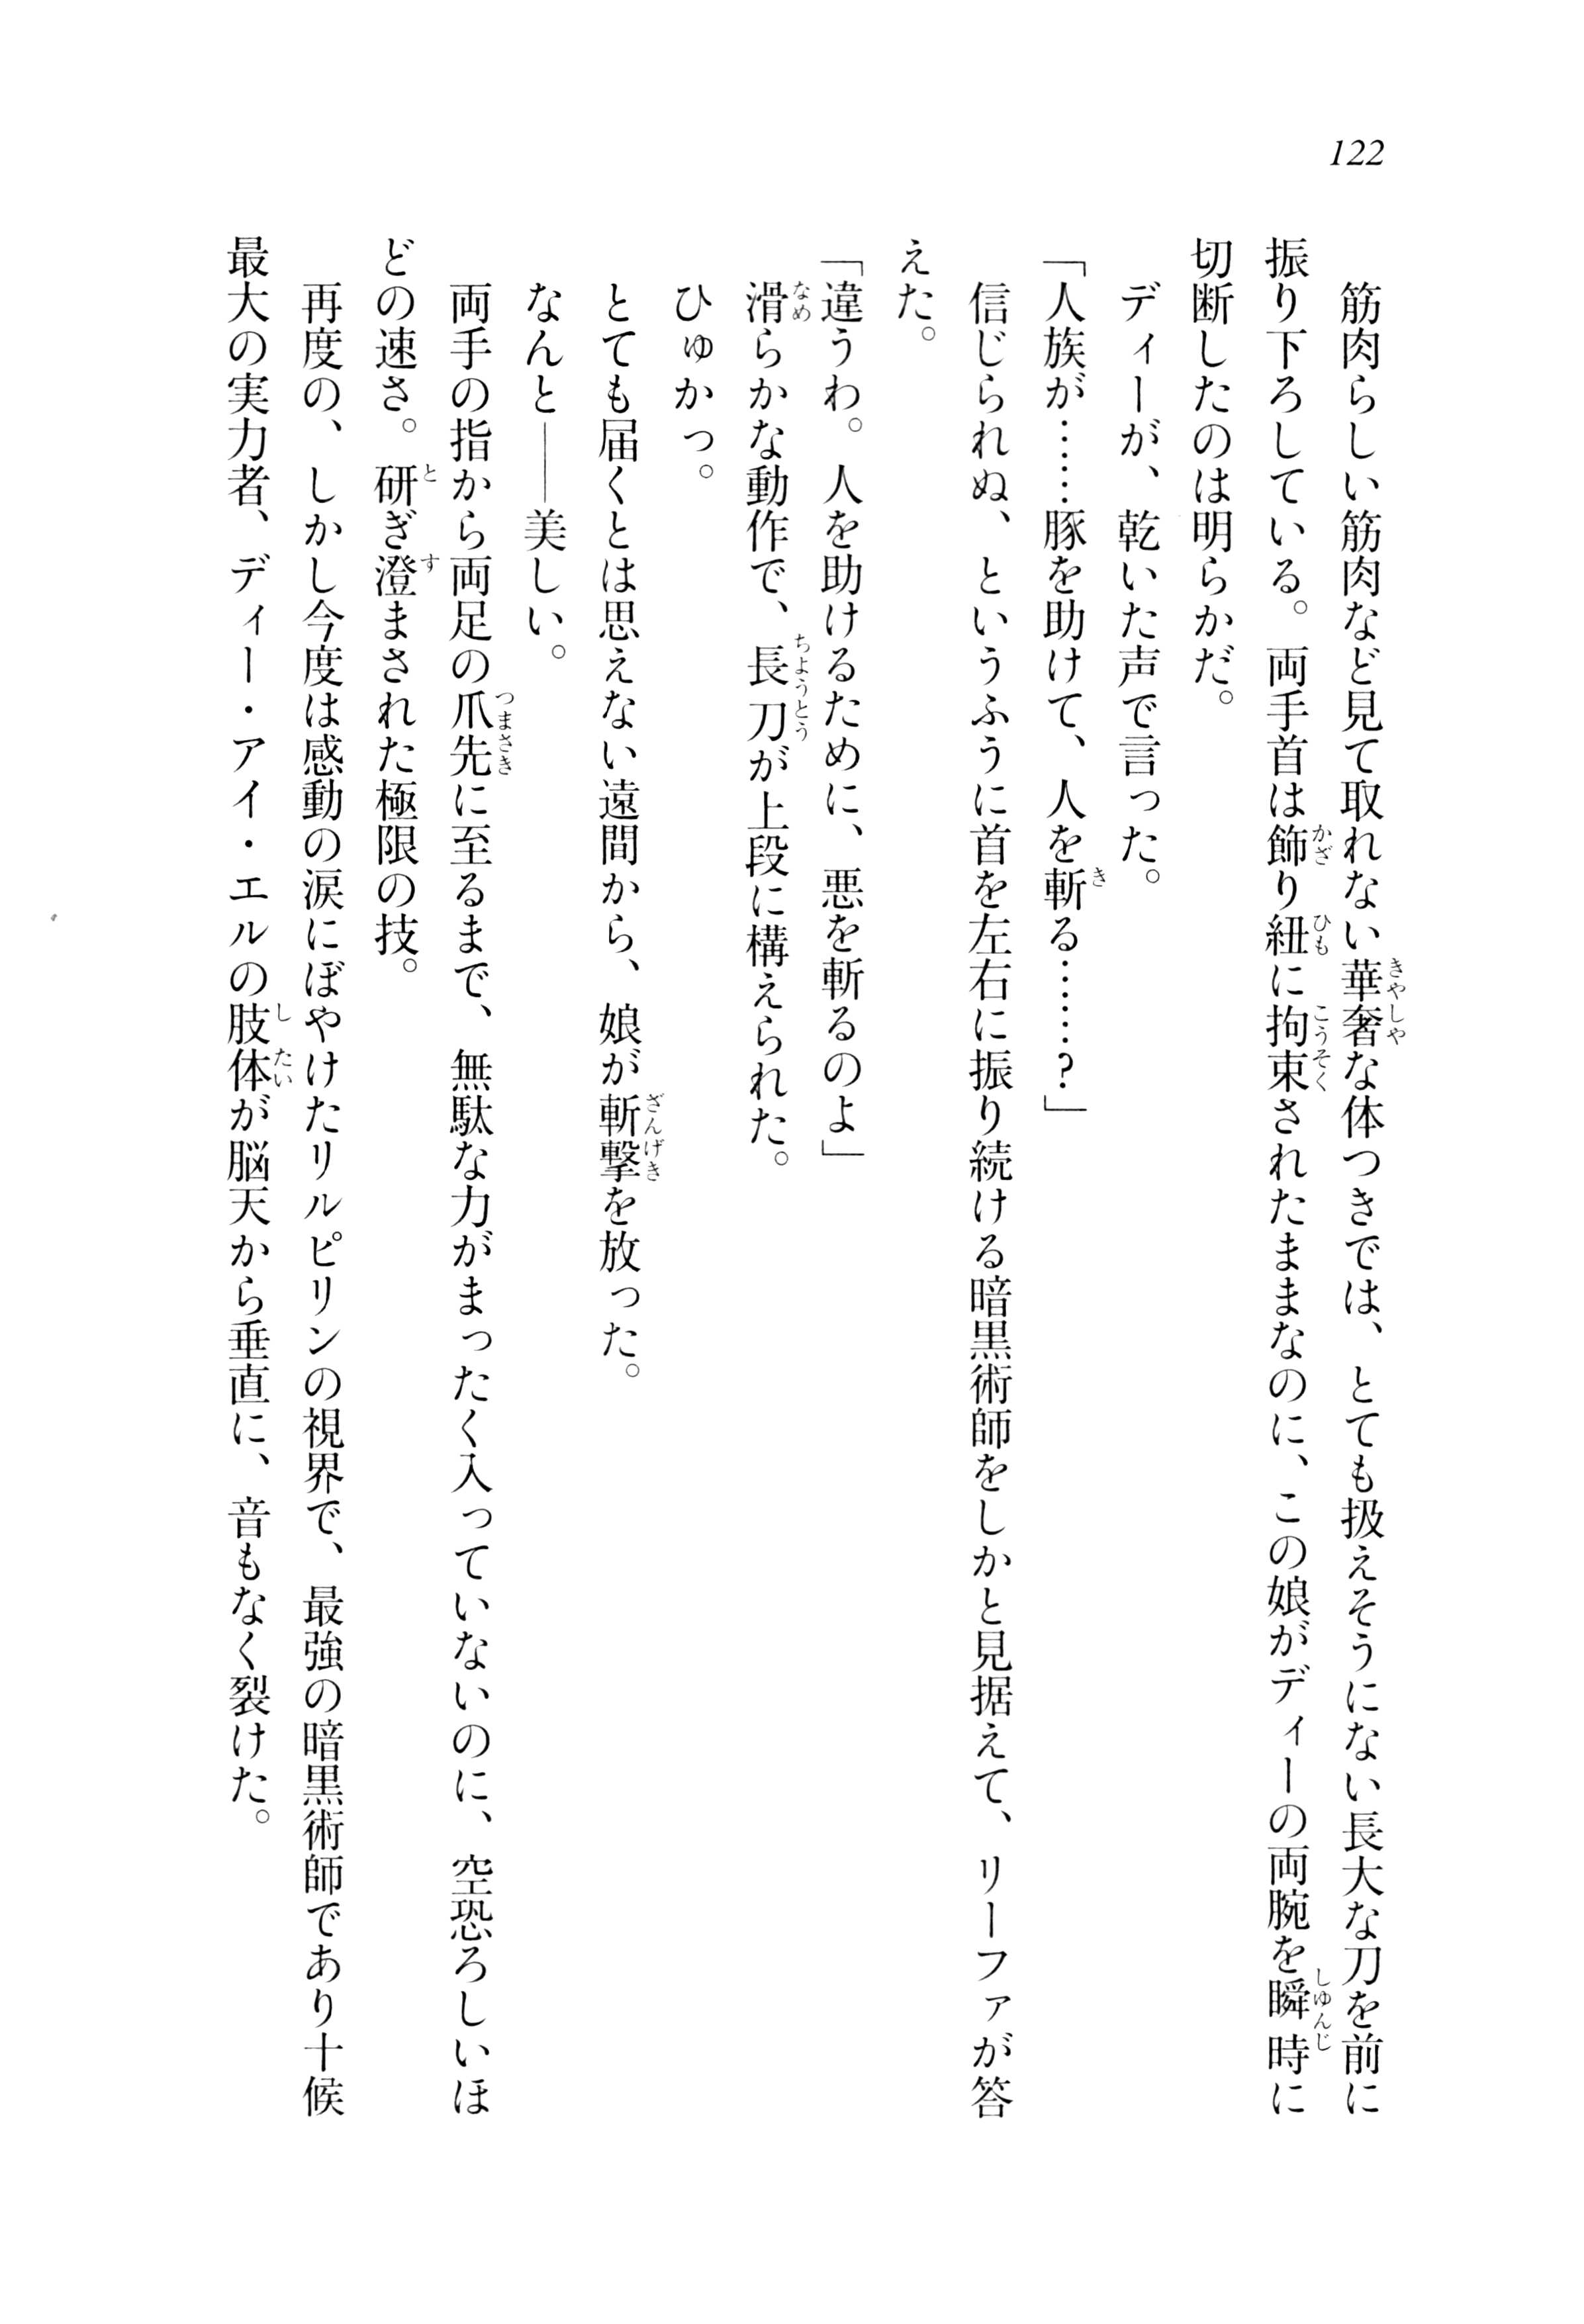 122
筋肉らしい筋肉など見て取れない華奢な体つきでは、とても扱えそうにない長大な刀を前に
振り下ろしている。両手首は飾り紐に拘束されたままなのに、この娘がディーの両腕を瞬時に
切断したのは明らかだ。
ディーが、乾いた声で言った。
「人族が……豚を助けて、人を斬る……？」
信じられぬ、というふうに首を左右に振り続ける暗黒術師をしかと見据えて、リーファが答
えた。
「違うわ。人を助けるために、悪を斬るのよ」
滑らかな動作で、長刀が上段に構えられた。
ひゅかっ。
とても届くとは思えない遠間から、娘が斬撃を放った。
なんと――美しい。
両手の指から両足の爪先に至るまで、無駄な力がまったく入っていないのに、空恐ろしいほ
どの速さ。研ぎ澄まされた極限の技。
再度の、しかし今度は感動の涙にぼやけたリルピリンの視界で、最強の暗黒術師であり十候
最大の実力者、ディー・アイ・エルの肢体が脳天から垂直に、音もなく裂けた。